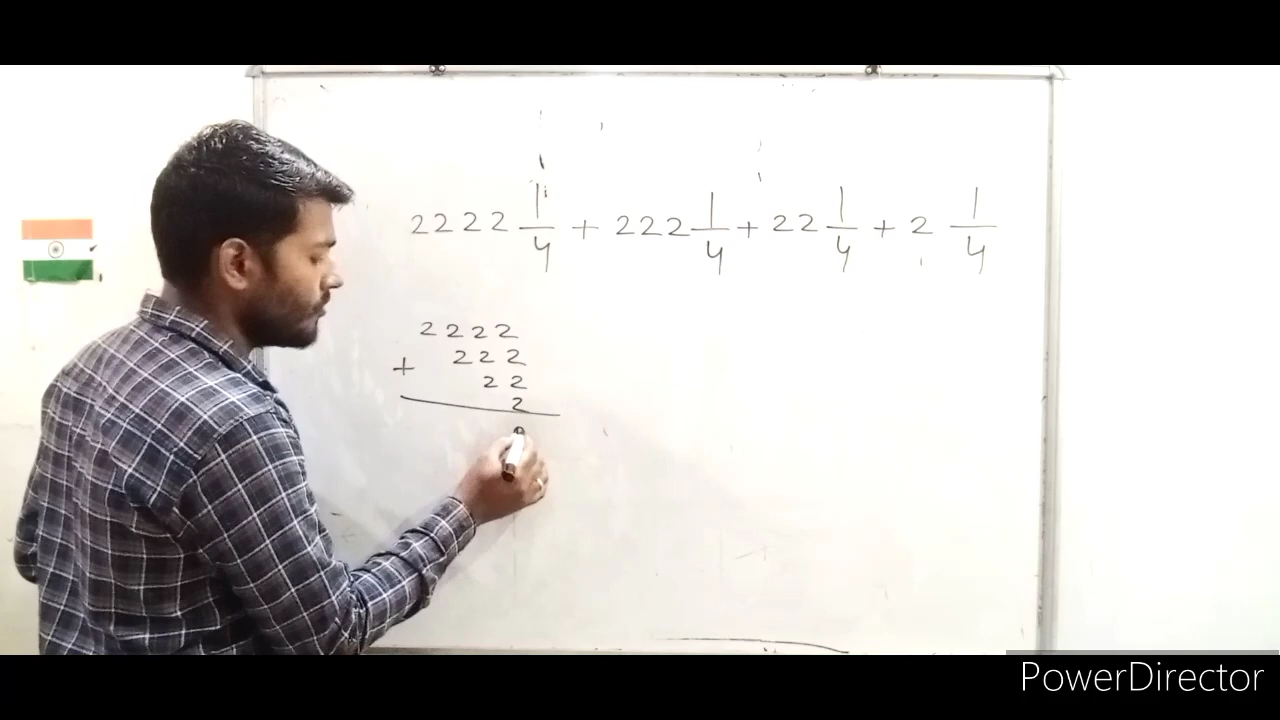 2222 1/4 + 222 1/4 + 22 1/4 + 2 1/4
2222
+ 222
22
2
PowerDirector